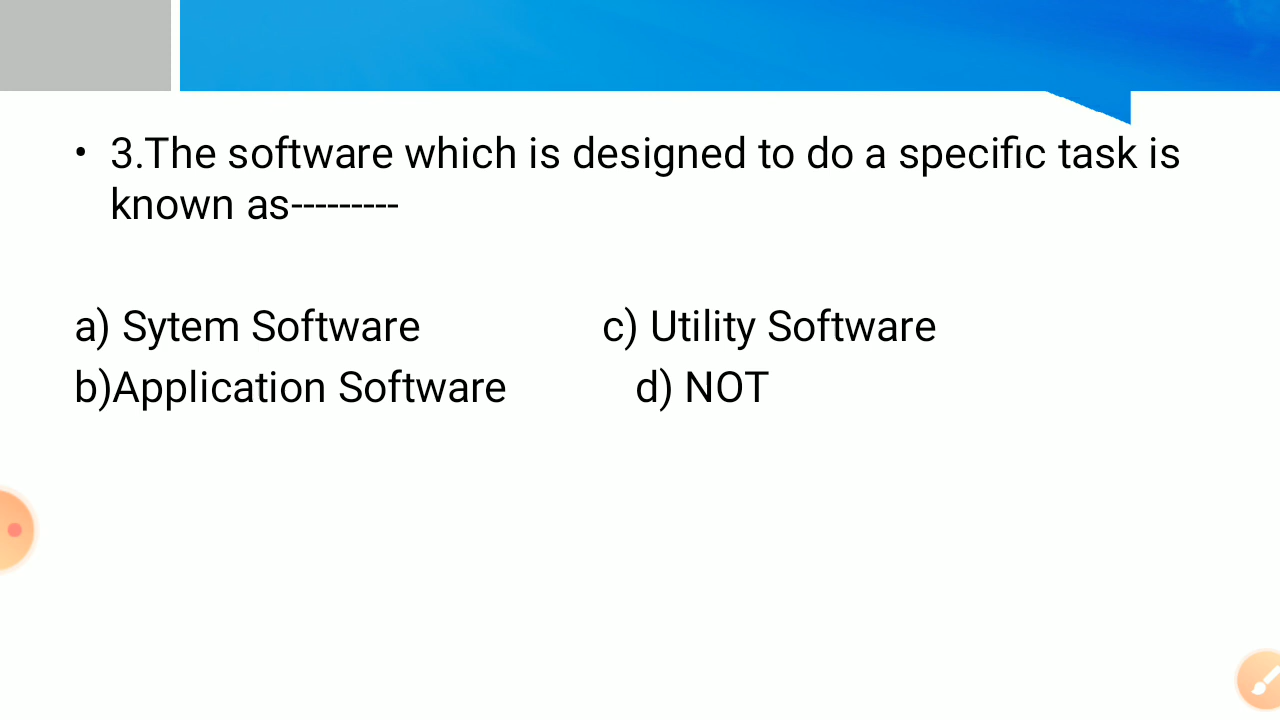 • 3.The software which is designed to do a specific task is
known as---------
a) Sytem Software c) Utility Software
b)Application Software d) NOT